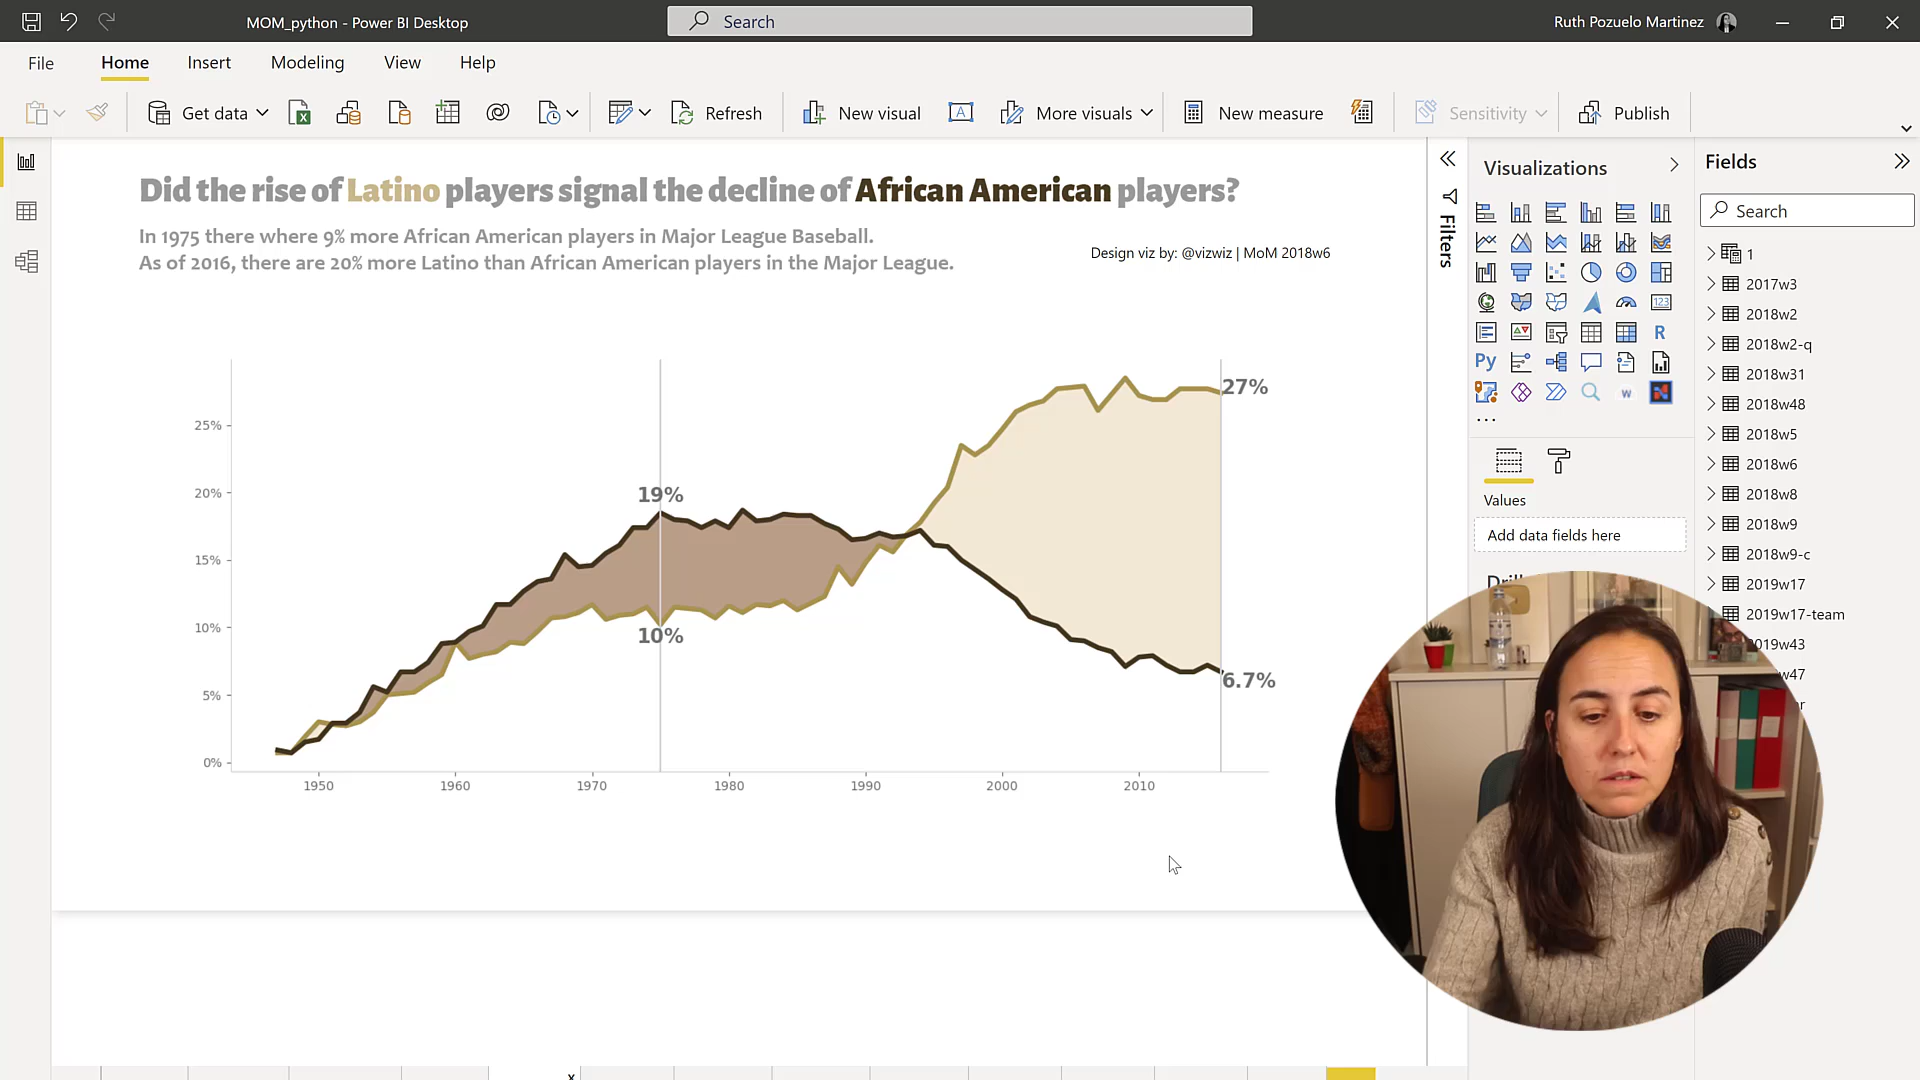 MOM_python - Power BI Desktop
Search
Ruth Pozuelo Martinez
File
Home
Insert
Modeling
View
Help
Get data
Refresh
New visual
More visuals
New measure
Sensitivity
Publish
Did the rise of Latino players signal the decline of African American players?
In 1975 there where 9% more African American players in Major League Baseball.
As of 2016, there are 20% more Latino than African American players in the Major League.
Design viz by: @vizwiz | MoM 2018w6
27%
25%
20%
19%
15%
10%
10%
5%
6.7%
0%
1950
1960
1970
1980
1990
2000
2010
Filters
Visualizations
123
R
Py
W
...
Values
Add data fields here
Fields
Search
1
2017w3
2018w2
2018w2-q
2018w31
2018w48
2018w5
2018w6
2018w8
2018w9
2018w9-c
2019w17
2019w17-team
2019w43
w47
x